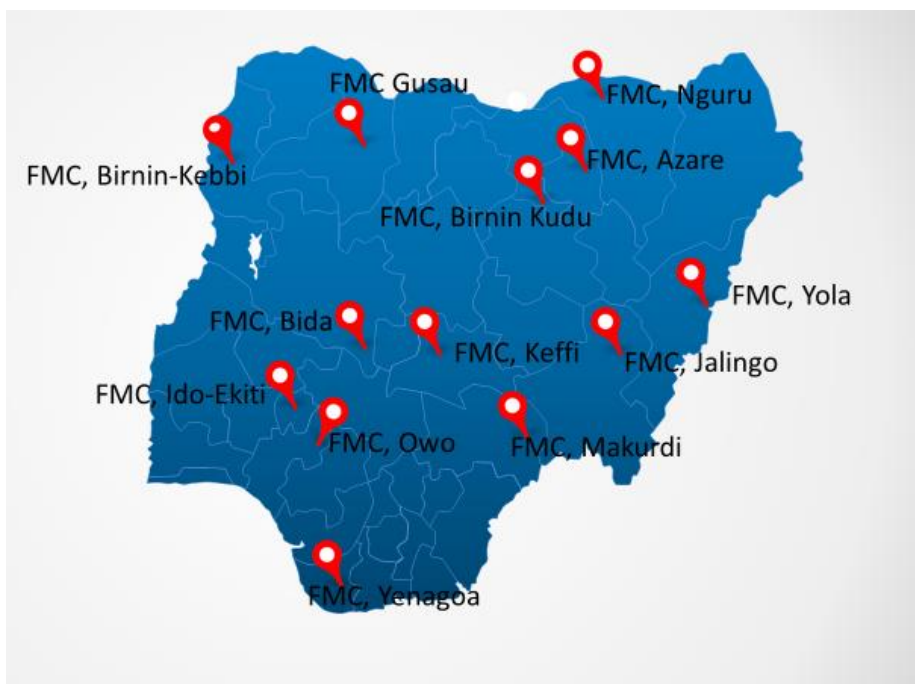 FMC Gusau
FMC, Nguru
FMC, Azare
FMC, Birnin-Kebbi
FMC, Birnin Kudu
FMC, Yola
FMC, Bida
FMC, Keffi
FMC, Jalingo
FMC, Ido-Ekiti
FMC, Owo
FMC, Makurdi
FMC, Yenagoa